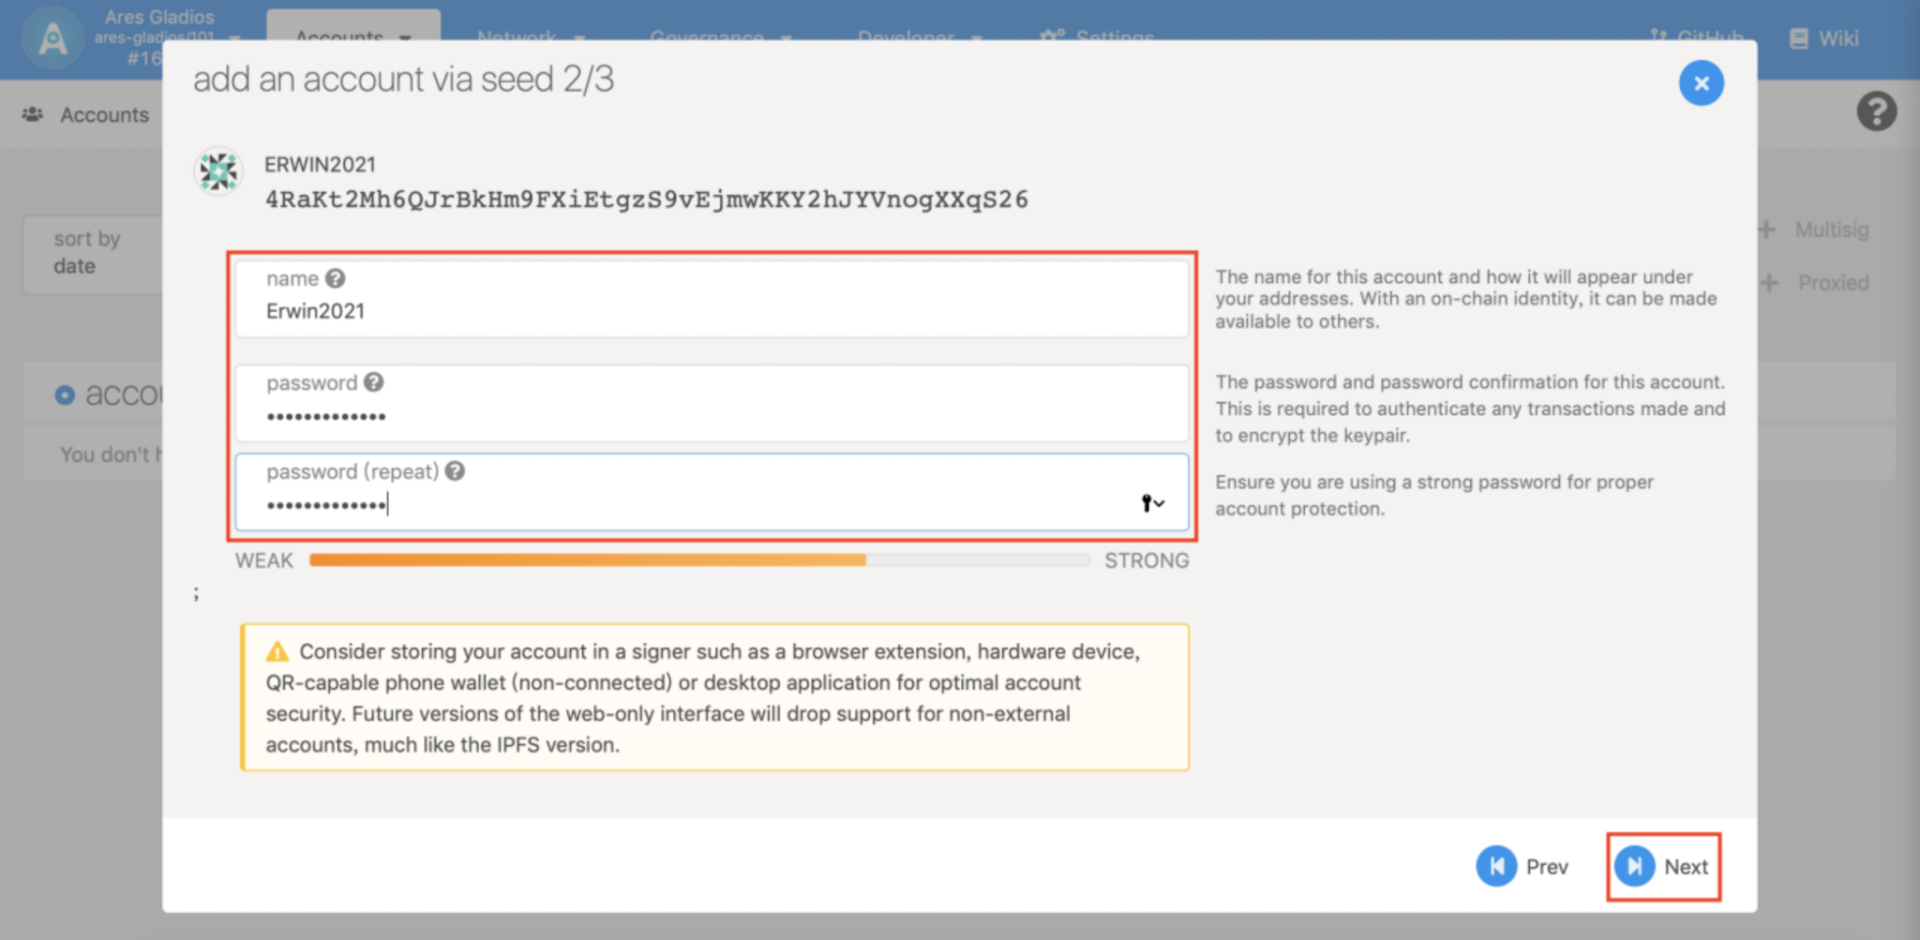 Ares Gladios
ares-gladios/101
#16
Accounts
Network
Governance
Developer
Settings
GitHub
Wiki
add an account via seed 2/3
Accounts
ERWIN2021
4RaKt2Mh6QJrBkHm9FXiEtgzS9vEjmwKKY2hJYVnogXXqS26
sort by
date
Multisig
Proxied
name
Erwin2021
The name for this account and how it will appear under
your addresses. With an on-chain identity, it can be made
available to others.
accou
You don't h
password
•••••••••••••
The password and password confirmation for this account.
This is required to authenticate any transactions made and
to encrypt the keypair.
password (repeat)
•••••••••••••
Ensure you are using a strong password for proper
account protection.
WEAK
STRONG
;
Consider storing your account in a signer such as a browser extension, hardware device,
QR-capable phone wallet (non-connected) or desktop application for optimal account
security. Future versions of the web-only interface will drop support for non-external
accounts, much like the IPFS version.
Prev
Next